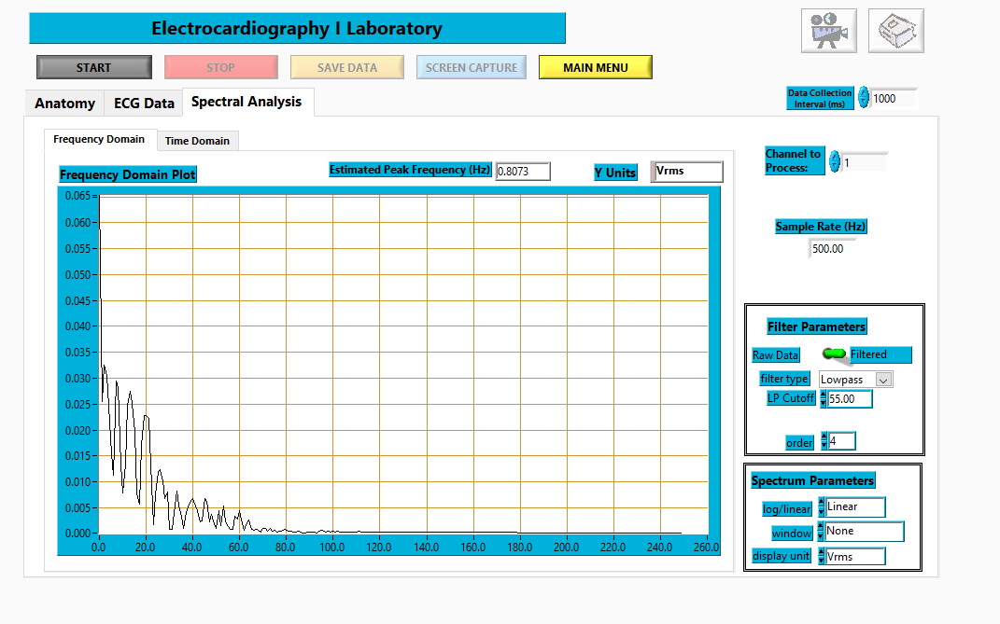 Electrocardiography I Laboratory
START STOP SAVE DATA SCREEN CAPTURE MAIN MENU
Anatomy ECG Data Spectral Analysis
Data Collection
Interval (ms)
1000
Frequency Domain Time Domain
Frequency Domain Plot
Estimated Peak Frequency (Hz) 0.8073
Y Units Vrms
0.065
0.060
0.055
0.050
0.045
0.040
0.035
0.030
0.025
0.020
0.015
0.010
0.005
0.000
0.0 20.0 40.0 60.0 80.0 100.0 120.0 140.0 160.0 180.0 200.0 220.0 240.0 260.0
Channel to
Process:
1
Sample Rate (Hz)
500.00
Filter Parameters
Raw Data Filtered
filter type Lowpass
LP Cutoff 55.00
order 4
Spectrum Parameters
log/linear Linear
window None
display unit Vrms